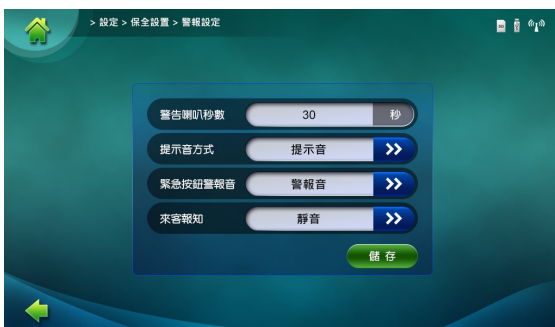 > 設定 > 保全設置 > 警報設定
警告喇叭秒數 30 秒
提示音方式 提示音 >>
緊急按鈕警報音 警報音 >>
來客報知 靜音 >>
儲存